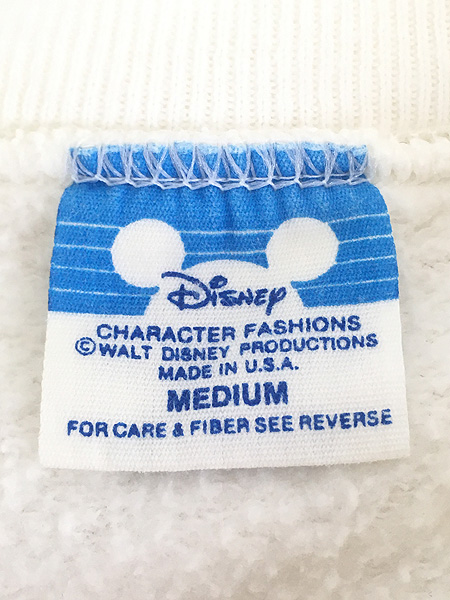 Disney
CHARACTER FASHIONS
©WALT DISNEY PRODUCTIONS
MADE IN U.S.A.
MEDIUM
FOR CARE & FIBER SEE REVERSE